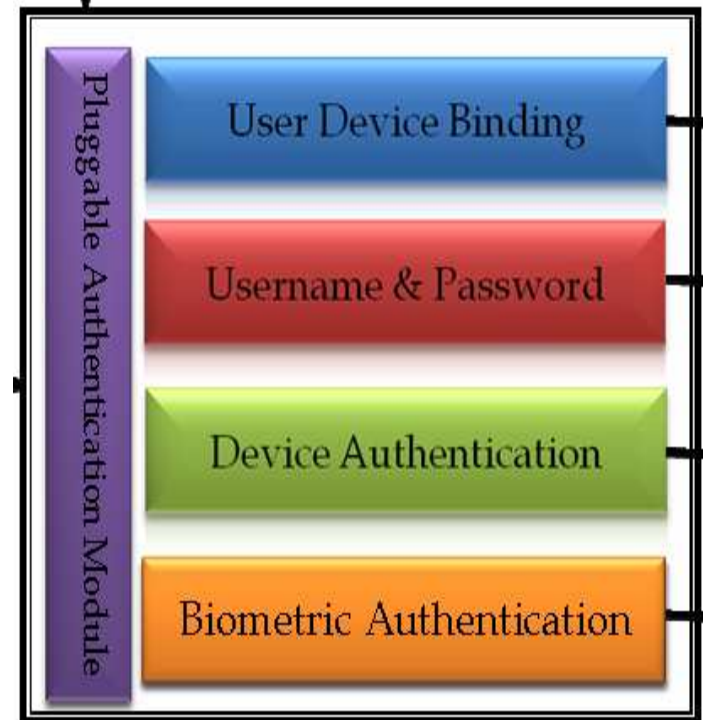 Pluggable Authentication Module
User Device Binding
Username & Password
Device Authentication
Biometric Authentication